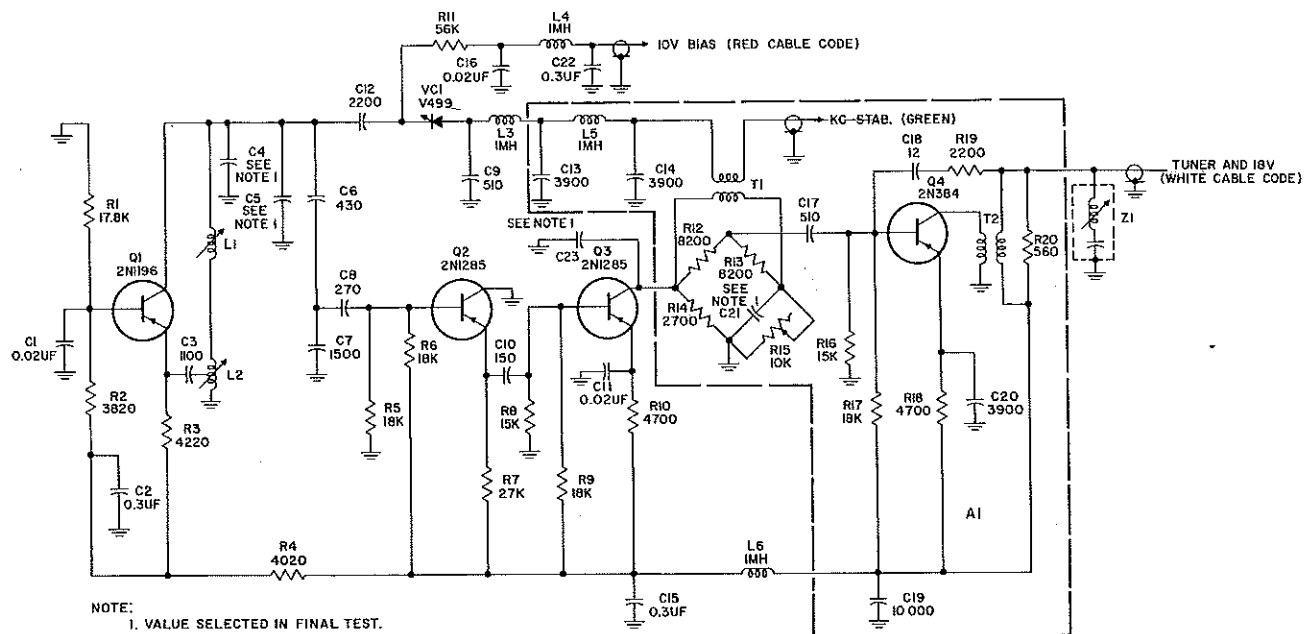 R11
56K
L4
1MH
10V BIAS (RED CABLE CODE)
C16
0.02UF
C22
0.3UF
C12
2200
VC1
V499
L3
1MH
L5
1MH
KC STAB. (GREEN)
C4
SEE
NOTE 1
C5
SEE
NOTE 1
C6
430
C9
510
C13
3900
C14
3900
T1
C18
12
R19
2200
TUNER AND 18V
(WHITE CABLE CODE)
Q4
2N384
T2
R20
560
Z1
R1
17.8K
L1
SEE NOTE 1
C23
R12
8200
R13
8200
SEE
NOTE 1
C21
C17
510
Q1
2N1196
C8
270
Q2
2N1285
Q3
2N1285
R14
2700
R15
10K
R16
15K
C1
0.02UF
C3
1100
L2
C7
1500
R6
18K
C10
150
C11
0.02UF
R2
3820
R3
4220
R5
18K
R8
15K
R10
4700
R17
18K
R18
4700
C20
3900
C2
0.3UF
R7
27K
R9
18K
A1
R4
4020
L6
1MH
C15
0.3UF
C19
10 000
NOTE:
1. VALUE SELECTED IN FINAL TEST.